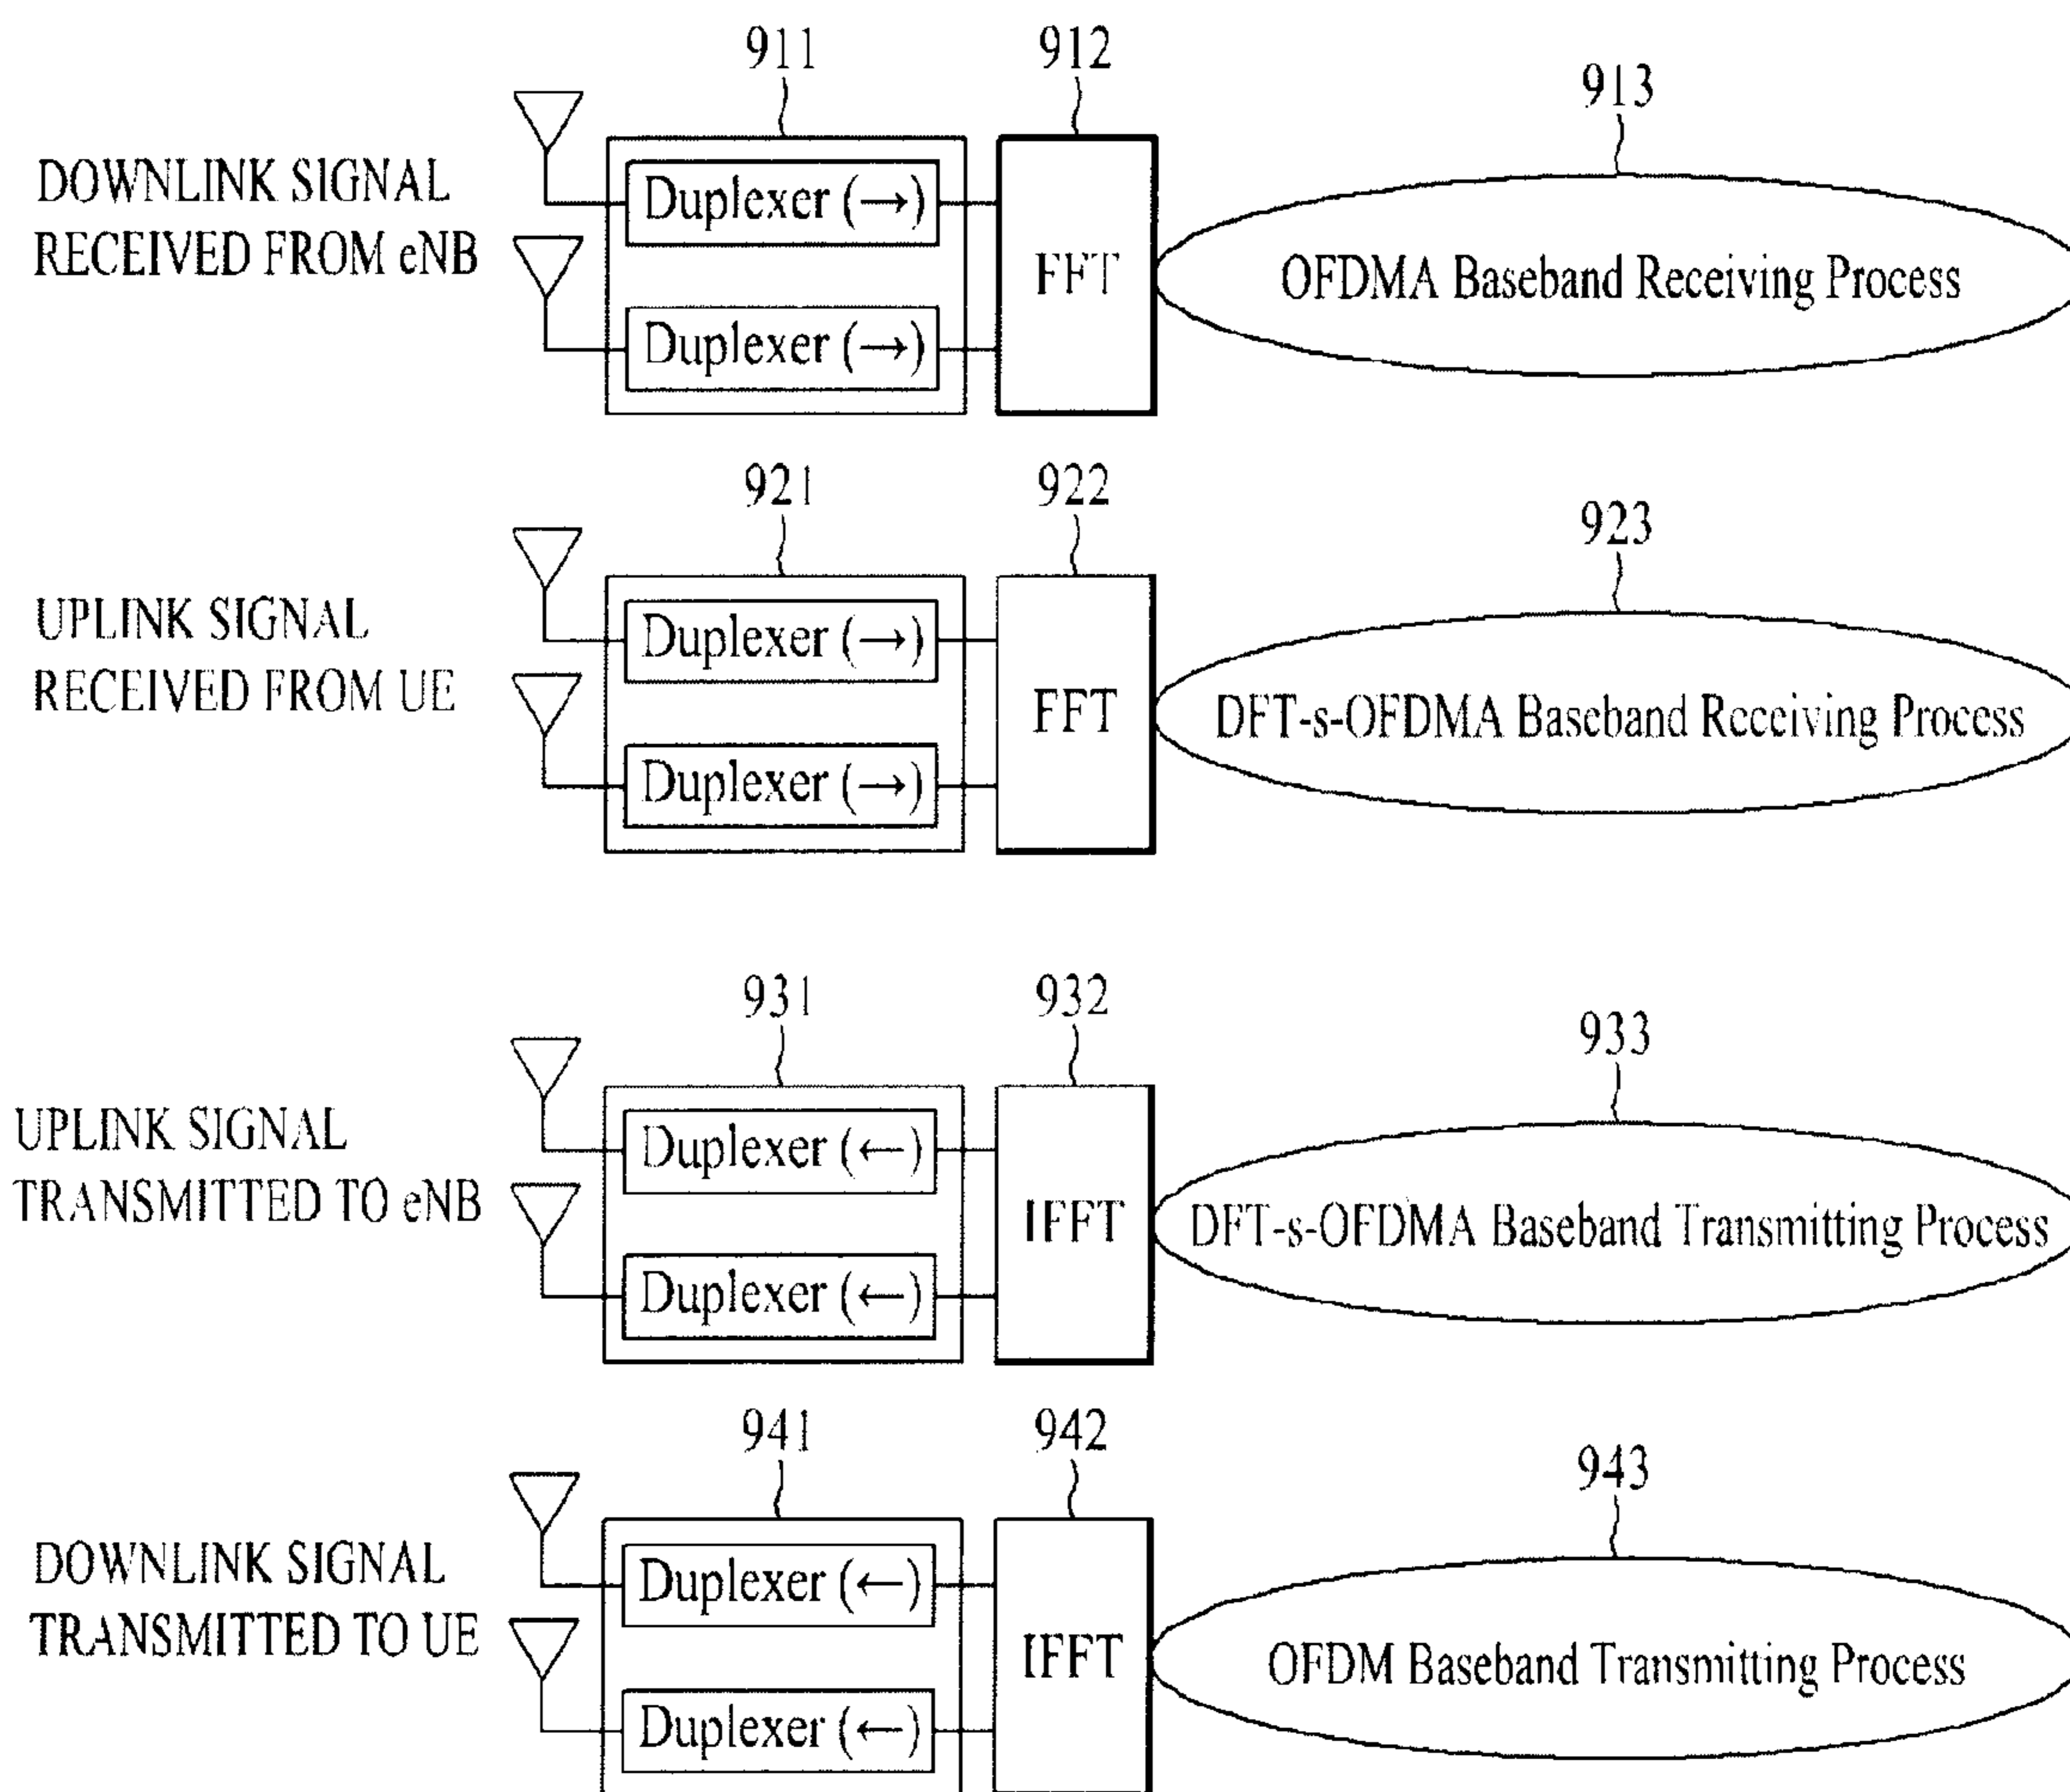 911
912
913
DOWNLINK SIGNAL
RECEIVED FROM eNB
Duplexer (→)
Duplexer (→)
FFT
OFDMA Baseband Receiving Process
921
922
923
UPLINK SIGNAL
RECEIVED FROM UE
Duplexer (→)
Duplexer (→)
FFT
DFT-s-OFDMA Baseband Receiving Process
931
932
933
UPLINK SIGNAL
TRANSMITTED TO eNB
Duplexer (←)
Duplexer (←)
IFFT
DFT-s-OFDMA Baseband Transmitting Process
941
942
943
DOWNLINK SIGNAL
TRANSMITTED TO UE
Duplexer (←)
Duplexer (←)
IFFT
OFDM Baseband Transmitting Process